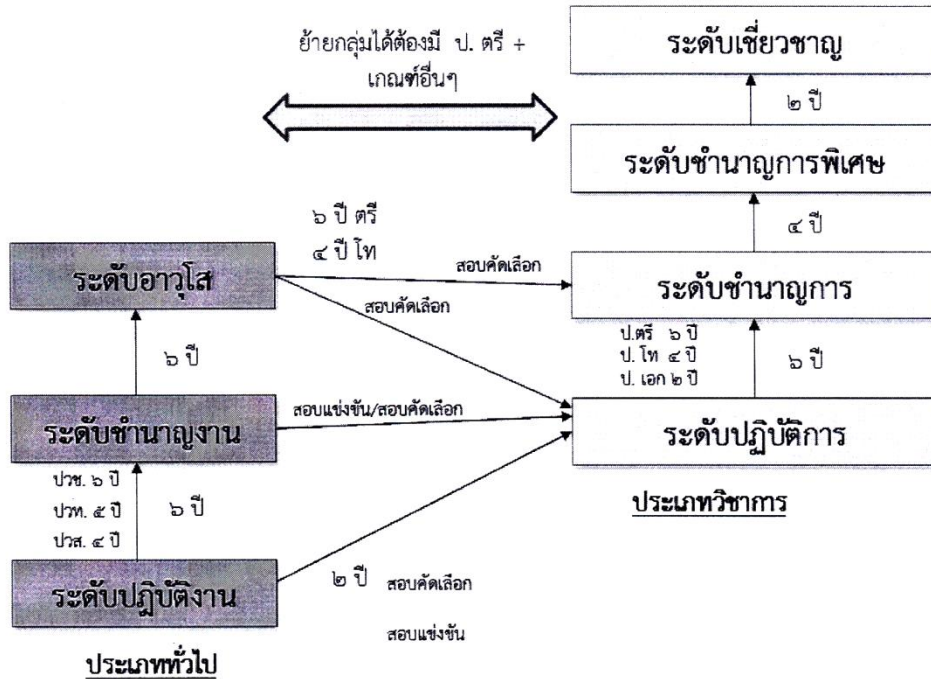 ย้ายกลุ่มได้ต้องมี ป. ตรี +
เกณฑ์อื่นๆ
ระดับเชี่ยวชาญ
๒ ปี
ระดับชำนาญการพิเศษ
๔ ปี
๖ ปี ตรี
๔ ปี โท
ระดับอาวุโส
สอบคัดเลือก
ระดับชำนาญการ
สอบคัดเลือก
๖ ปี
ป.ตรี ๖ ปี
ป. โท ๔ ปี
ป. เอก ๒ ปี
๖ ปี
ระดับชำนาญงาน
สอบแข่งขัน/สอบคัดเลือก
ระดับปฏิบัติการ
ปวช. ๖ ปี
ปวท. ๕ ปี
ปวส. ๔ ปี
๖ ปี
ประเภทวิชาการ
ระดับปฏิบัติงาน
๒ ปี สอบคัดเลือก
สอบแข่งขัน
ประเภททั่วไป